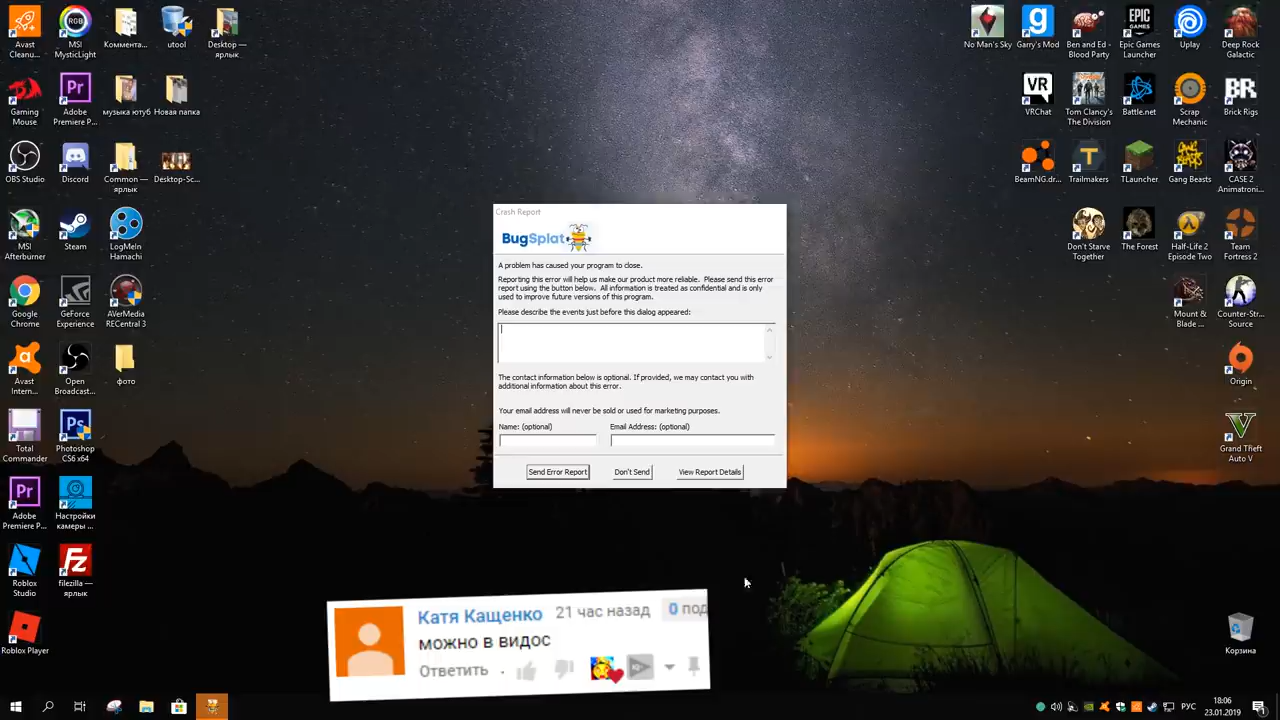 Avast
Cleanu...
MSI
MysticLight
Коммента...
— ярлык
utool
Desktop —
ярлык
Gaming
Mouse
Adobe
Premiere P...
музыка ютуб
Новая папка
OBS Studio
Discord
Common —
ярлык
Desktop-Sc...
MSI
Afterburner
Steam
LogMeIn
Hamachi
Google
Chrome
GeForce
Experience
AVerMedia
RECentral 3
Avast
Intern...
Open
Broadcast...
фото
Total
Commander
Photoshop
CS6 x64
Adobe
Premiere P...
Настройки
камеры ...
Roblox
Studio
filezilla —
ярлык
Roblox Player
No Man's Sky
Garry's Mod
Ben and Ed -
Blood Party
EPIC
GAMES
Epic Games
Launcher
Uplay
Deep Rock
Galactic
VR
VRChat
Tom Clancy's
The Division
Battle.net
Scrap
Mechanic
BR
Brick Rigs
BeamNG.dr...
Trailmakers
TLauncher
Gang Beasts
CASE 2
Animatroni...
Don't Starve
Together
The Forest
Half-Life 2
Episode Two
Team
Fortress 2
Mount &
Blade ...
Counter-Str...
Source
Origin
Grand Theft
Auto V
Корзина
Crash Report
BugSplat
A problem has caused your program to close.
Reporting this error will help us make our product more reliable. Please send this error
report using the button below. All information is treated as confidential and is only
used to improve future versions of this program.
Please describe the events just before this dialog appeared:
The contact information below is optional. If provided, we may contact you with
additional information about this error.
Your email address will never be sold or used for marketing purposes.
Name: (optional) Email Address: (optional)
Send Error Report Don't Send View Report Details
Катя Кащенко 21 час назад 0 под
можно в видос
Ответить
РУС
18:06
23.01.2019